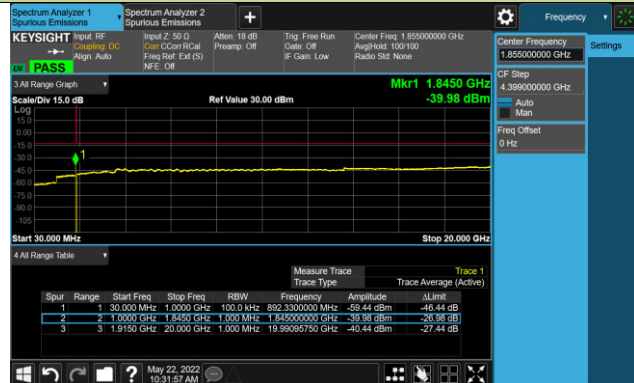 Spectrum Analyzer 1
Spurious Emissions
Spectrum Analyzer 2
Spurious Emissions
Frequency
KEYSIGHT
Input: RF
Coupling: DC
Align: Auto
Input Z: 50 Ω
Corr CCorr RCal
Freq Ref: Ext (S)
NFE: Off
Atten: 18 dB
Preamp: Off
Trig: Free Run
Gate: Off
IF Gain: Low
Center Freq: 1.855000000 GHz
Avg|Hold: 100/100
Radio Std: None
PASS
3 All Range Graph
Mkr1 1.8450 GHz
Scale/Div 15.0 dB
Ref Value 30.00 dBm
-39.98 dBm
Log
15.0
0.00
-15.0
-30.0
-45.0
-60.0
-75.0
-90.0
-105
1
Start 30.000 MHz
Stop 20.000 GHz
4 All Range Table
Measure Trace
Trace 1
Trace Type
Trace Average (Active)
Spur Range Start Freq Stop Freq RBW Frequency Amplitude ΔLimit
1 1 30.000 MHz 1.0000 GHz 100.0 kHz 892.3300000 MHz -59.44 dBm -46.44 dB
2 2 1.0000 GHz 1.8450 GHz 1.000 MHz 1.845000000 GHz -39.98 dBm -26.98 dB
3 3 1.9150 GHz 20.000 GHz 1.000 MHz 19.99095750 GHz -40.44 dBm -27.44 dB
Center Frequency
1.855000000 GHz
Settings
CF Step
4.399000000 GHz
Auto
Man
Freq Offset
0 Hz
May 22, 2022
10:31:57 AM